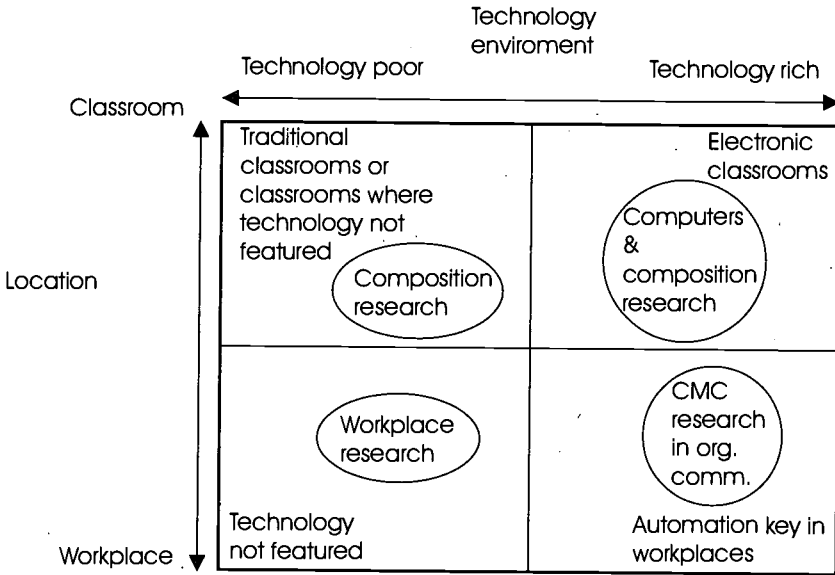 Technology
enviroment
Technology poor
Technology rich
Classroom
Traditional
classrooms or
classrooms where
technology not
featured
Composition
research
Electronic
classrooms
Computers
&
composition
research
Location
Workplace
research
Technology
not featured
CMC
research
in org.
comm.
Automation key in
workplaces
Workplace